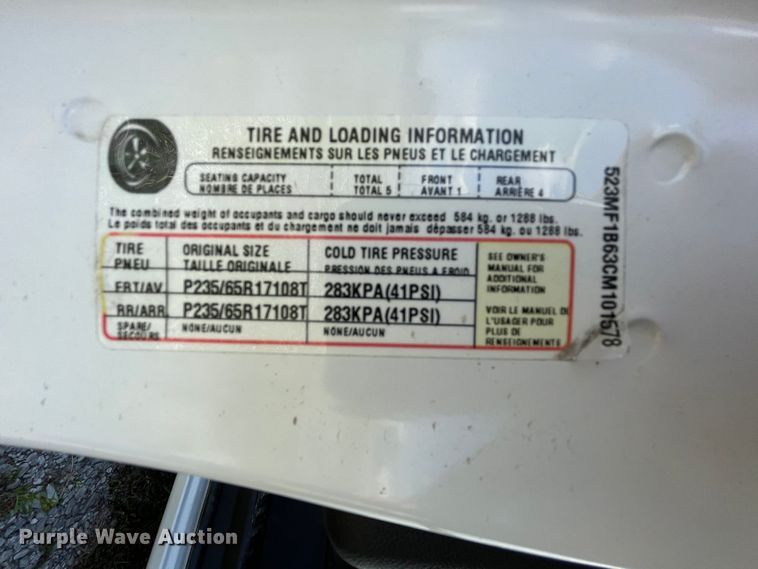 TIRE AND LOADING INFORMATION
RENSEIGNEMENTS SUR LES PNEUS ET LE CHARGEMENT
SEATING CAPACITY TOTAL FRONT REAR
NOMBRE DE PLACES TOTAL 5 AVANT 1 ARRIÈRE 4
The combined weight of occupants and cargo should never exceed 584 kg. or 1288 lbs.
Le poids total des occupants et du chargement ne doit jamais dépasser 584 kg. ou 1288 lbs.
TIRE ORIGINAL SIZE COLD TIRE PRESSURE
PNEU TAILLE ORIGINALE PRESSION DES PNEUS A FROID
FRT/AV P235/65R17108T 283KPA(41PSI)
RR/ARR P235/65R17108T 283KPA(41PSI)
SPARE/ NONE/AUCUN NONE/AUCUN
SECOURS
SEE OWNER'S
MANUAL FOR
ADDITIONAL
INFORMATION
VOIR LE MANUEL DE
L'USAGER POUR
PLUS DE
RENSEIGNEMENTS
523MF1B63CM101578
Purple Wave Auction